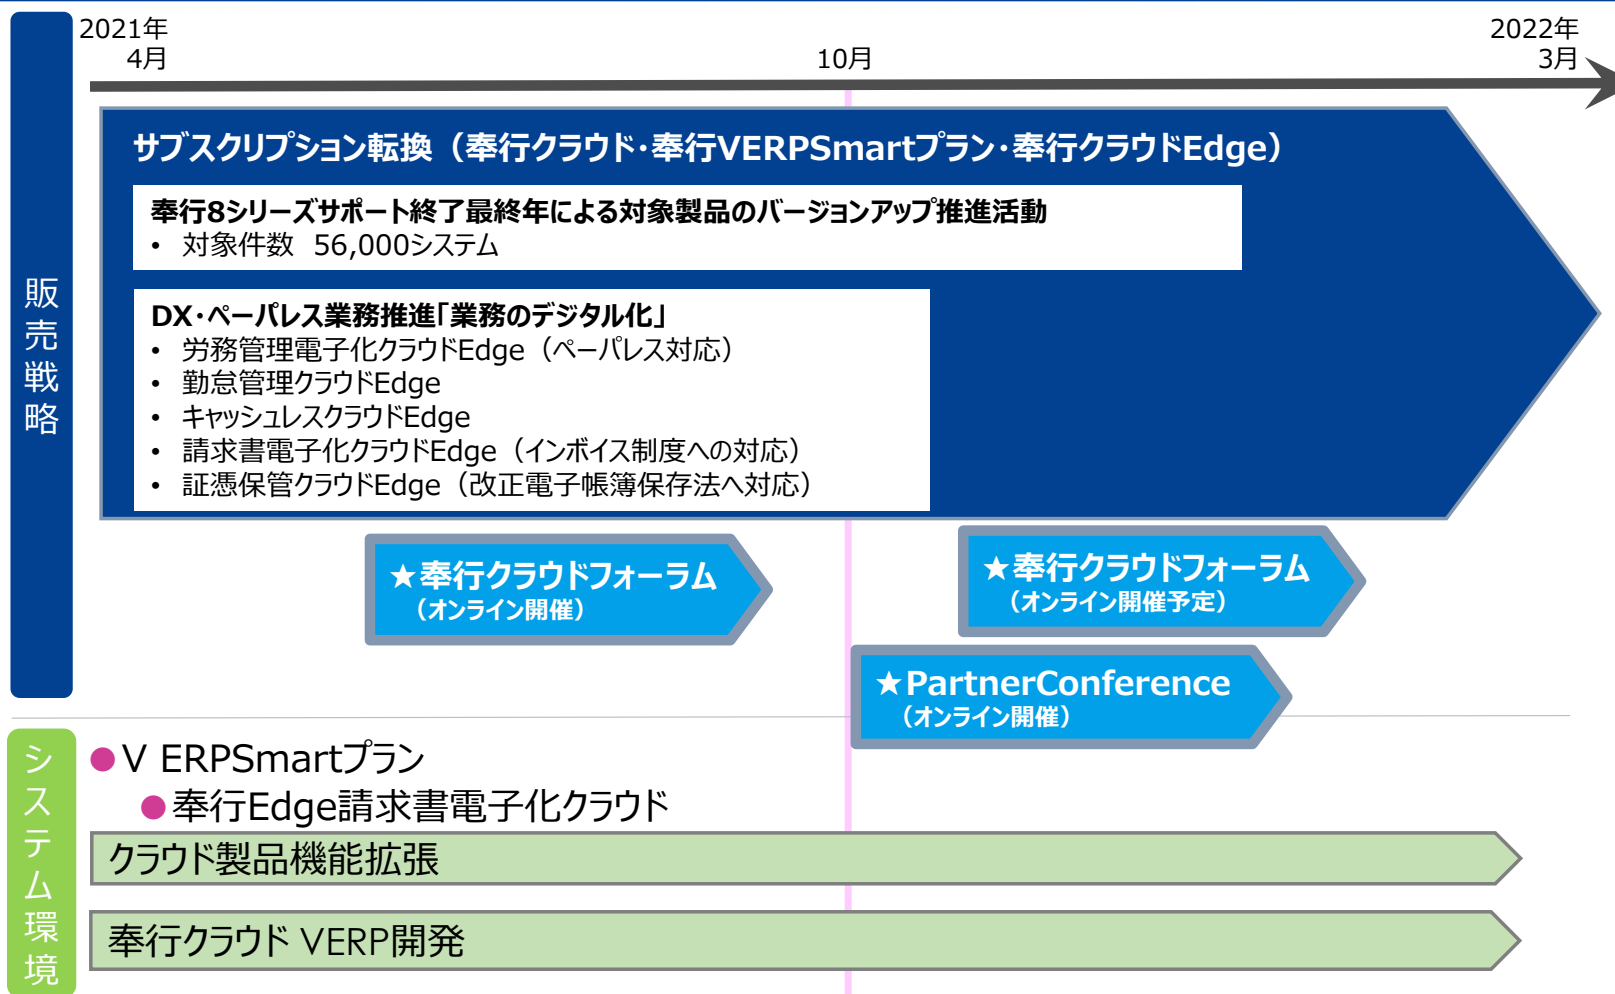 2021年
4月
10月
2022年
3月
販売戦略
サブスクリプション転換（奉行クラウド・奉行VERPSmartプラン・奉行クラウドEdge）
奉行8シリーズサポート終了最終年による対象製品のバージョンアップ推進活動
• 対象件数　56,000システム
DX・ペーパレス業務推進「業務のデジタル化」
• 労務管理電子化クラウドEdge（ペーパレス対応）
• 勤怠管理クラウドEdge
• キャッシュレスクラウドEdge
• 請求書電子化クラウドEdge（インボイス制度への対応）
• 証憑保管クラウドEdge（改正電子帳簿保存法へ対応）
★奉行クラウドフォーラム
（オンライン開催）
★奉行クラウドフォーラム
（オンライン開催予定）
★PartnerConference
（オンライン開催）
システム環境
●V ERPSmartプラン
●奉行Edge請求書電子化クラウド
クラウド製品機能拡張
奉行クラウド VERP開発